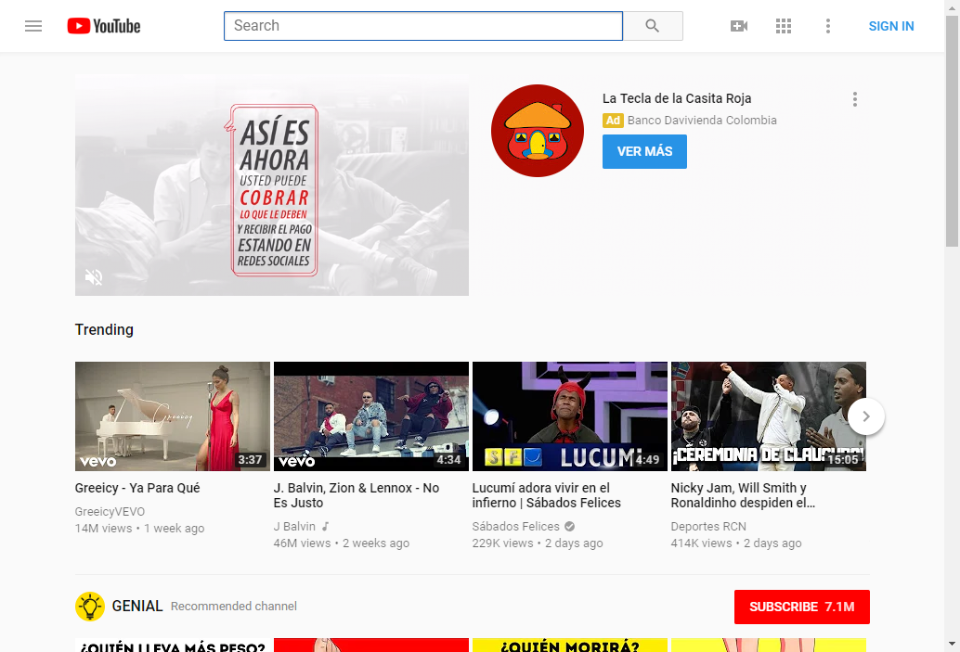 YouTube
Search
SIGN IN
ASÍ ES
AHORA
USTED PUEDE
COBRAR
LO QUE LE DEBEN
Y RECIBIR EL PAGO
ESTANDO EN
REDES SOCIALES
La Tecla de la Casita Roja
Ad Banco Davivienda Colombia
VER MÁS
Trending
Greeicy
vevo 3:37
vevo 4:34
SF LUCUMÍ 4:49
¡CEREMONIA DE CLAUSURA!
15:05
Greeicy - Ya Para Qué
GreeicyVEVO
14M views • 1 week ago
J. Balvin, Zion & Lennox - No
Es Justo
J Balvin
46M views • 2 weeks ago
Lucumí adora vivir en el
infierno | Sábados Felices
Sábados Felices
229K views • 2 days ago
Nicky Jam, Will Smith y
Ronaldinho despiden el...
Deportes RCN
414K views • 2 days ago
GENIAL Recommended channel
SUBSCRIBE 7.1M
¿QUIÉN LLEVA MÁS PESO?
¿QUIÉN MORIRÁ?